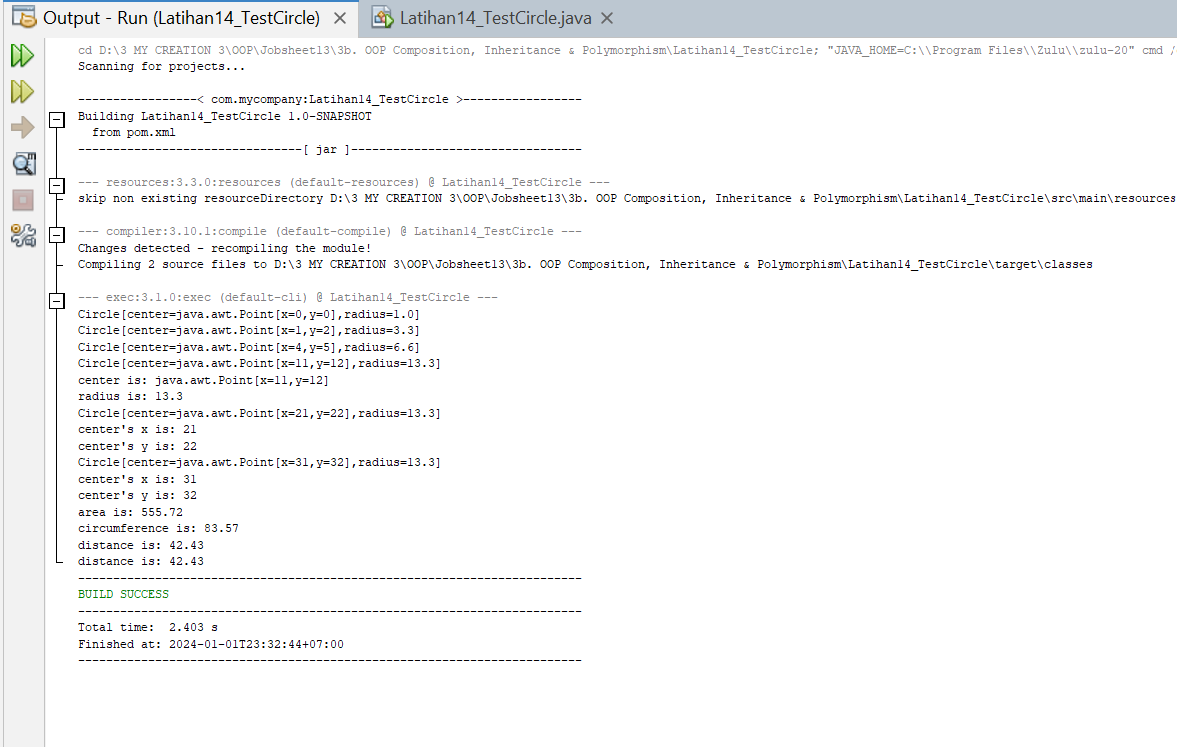 Output - Run (Latihan14_TestCircle) × Latihan14_TestCircle.java ×
cd D:\3 MY CREATION 3\OOP\Jobsheet13\3b. OOP Composition, Inheritance & Polymorphism\Latihan14_TestCircle; "JAVA_HOME=C:\\Program Files\\Zulu\\zulu-20" cmd /
Scanning for projects...
-----------------< com.mycompany:Latihan14_TestCircle >-----------------
Building Latihan14_TestCircle 1.0-SNAPSHOT
from pom.xml
--------------------------------[ jar ]---------------------------------
--- resources:3.3.0:resources (default-resources) @ Latihan14_TestCircle ---
skip non existing resourceDirectory D:\3 MY CREATION 3\OOP\Jobsheet13\3b. OOP Composition, Inheritance & Polymorphism\Latihan14_TestCircle\src\main\resources
--- compiler:3.10.1:compile (default-compile) @ Latihan14_TestCircle ---
Changes detected - recompiling the module!
Compiling 2 source files to D:\3 MY CREATION 3\OOP\Jobsheet13\3b. OOP Composition, Inheritance & Polymorphism\Latihan14_TestCircle\target\classes
--- exec:3.1.0:exec (default-cli) @ Latihan14_TestCircle ---
Circle[center=java.awt.Point[x=0,y=0],radius=1.0]
Circle[center=java.awt.Point[x=1,y=2],radius=3.3]
Circle[center=java.awt.Point[x=4,y=5],radius=6.6]
Circle[center=java.awt.Point[x=11,y=12],radius=13.3]
center is: java.awt.Point[x=11,y=12]
radius is: 13.3
Circle[center=java.awt.Point[x=21,y=22],radius=13.3]
center's x is: 21
center's y is: 22
Circle[center=java.awt.Point[x=31,y=32],radius=13.3]
center's x is: 31
center's y is: 32
area is: 555.72
circumference is: 83.57
distance is: 42.43
distance is: 42.43
------------------------------------------------------------------------
BUILD SUCCESS
------------------------------------------------------------------------
Total time:  2.403 s
Finished at: 2024-01-01T23:32:44+07:00
------------------------------------------------------------------------